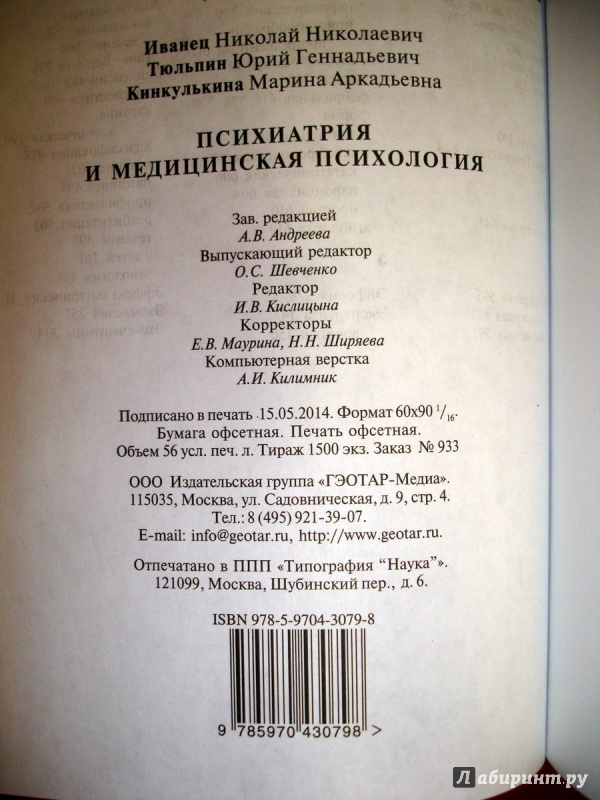 Иванец Николай Николаевич
Тюльпин Юрий Геннадьевич
Кинкулькина Марина Аркадьевна
ПСИХИАТРИЯ
И МЕДИЦИНСКАЯ ПСИХОЛОГИЯ
Зав. редакцией
А.В. Андреева
Выпускающий редактор
О.С. Шевченко
Редактор
И.В. Кислицына
Корректоры
Е.В. Маурина, Н.Н. Ширяева
Компьютерная верстка
А.И. Килимник
Подписано в печать 15.05.2014. Формат 60х90 1/16.
Бумага офсетная. Печать офсетная.
Объем 56 усл. печ. л. Тираж 1500 экз. Заказ № 933
ООО Издательская группа «ГЭОТАР-Медиа».
115035, Москва, ул. Садовническая, д. 9, стр. 4.
Тел.: 8 (495) 921-39-07.
E-mail: info@geotar.ru, http://www.geotar.ru.
Отпечатано в ППП «Типография “Наука”».
121099, Москва, Шубинский пер., д. 6.
ISBN 978-5-9704-3079-8
9 785970 430798 >
Лабиринт.ру